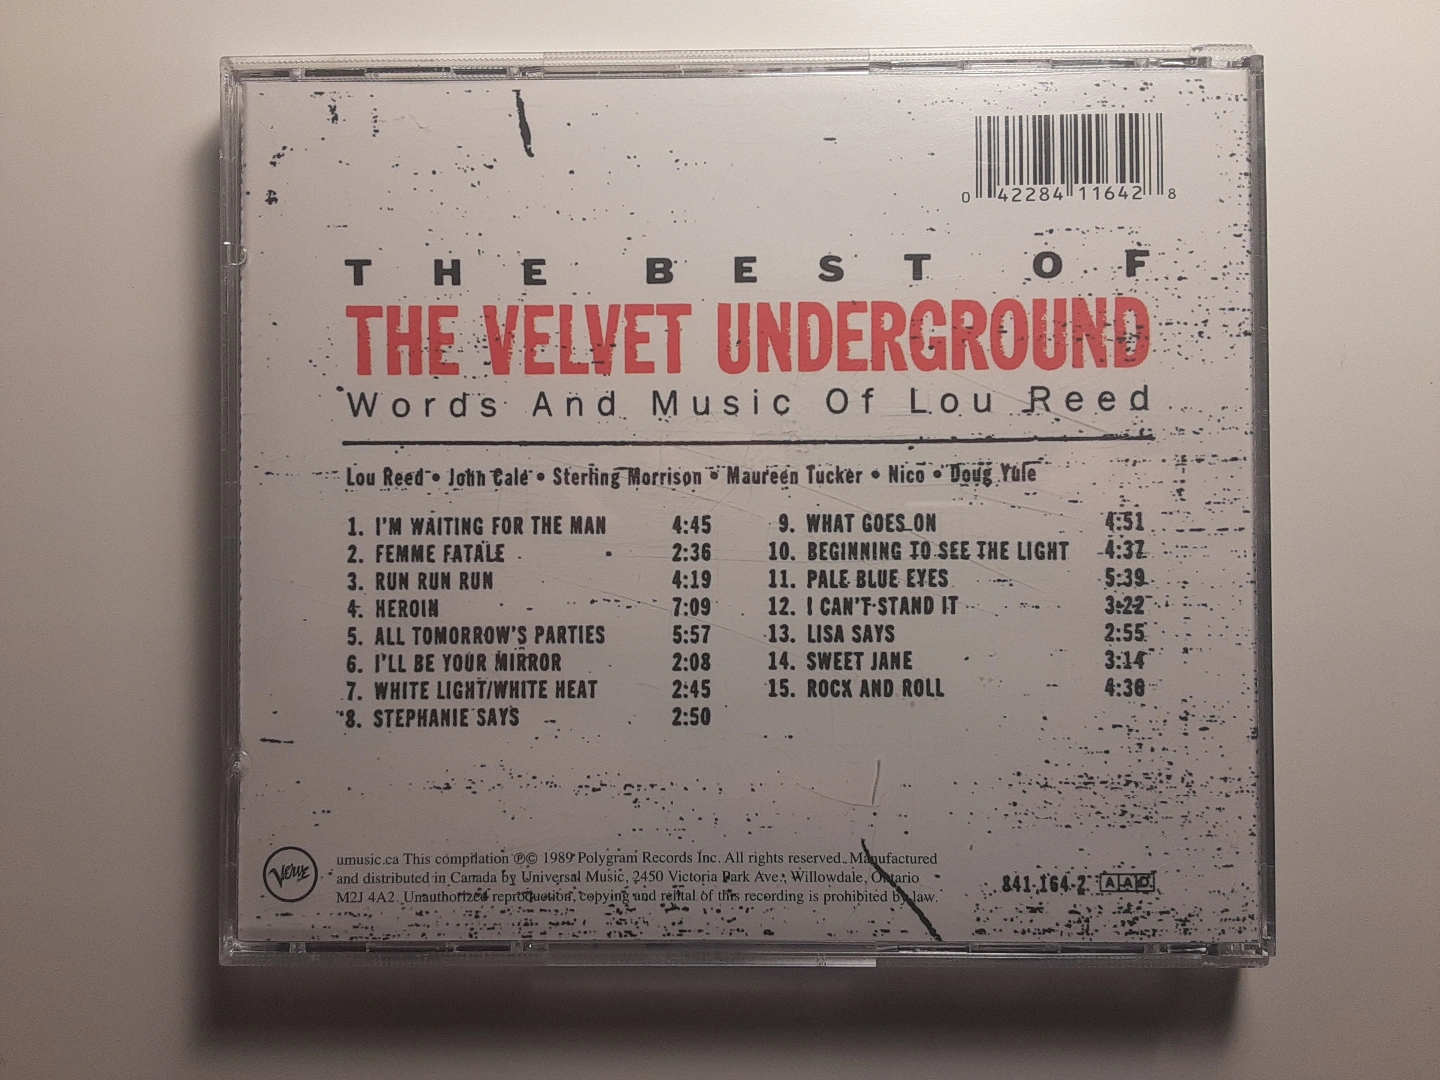 0 42284 11642 8
THE BEST OF
THE VELVET UNDERGROUND
Words And Music Of Lou Reed
Lou Reed • John Cale • Sterling Morrison • Maureen Tucker • Nico • Doug Yule
1. I'M WAITING FOR THE MAN 4:45
2. FEMME FATALE 2:36
3. RUN RUN RUN 4:19
4. HEROIN 7:09
5. ALL TOMORROW'S PARTIES 5:57
6. I'LL BE YOUR MIRROR 2:08
7. WHITE LIGHT/WHITE HEAT 2:45
8. STEPHANIE SAYS 2:50
9. WHAT GOES ON 4:51
10. BEGINNING TO SEE THE LIGHT 4:37
11. PALE BLUE EYES 5:39
12. I CAN'T STAND IT 3:22
13. LISA SAYS 2:55
14. SWEET JANE 3:14
15. ROCK AND ROLL 4:36
Verve
umusic.ca This compilation ℗© 1989 Polygram Records Inc. All rights reserved. Manufactured
and distributed in Canada by Universal Music, 2450 Victoria Park Ave., Willowdale, Ontario
M2J 4A2. Unauthorized reproduction, copying and rental of this recording is prohibited by law.
841 164-2 AAD